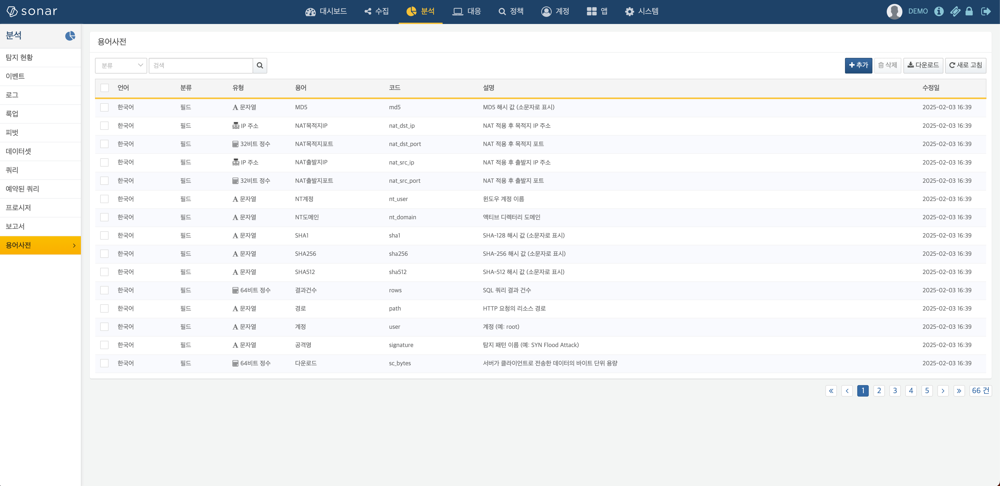 sonar
대시보드 수집 분석 대응 정책 계정 앱 시스템 DEMO
분석
탐지 현황
이벤트
로그
룩업
피벗
데이터셋
쿼리
예약된 쿼리
프로시저
보고서
용어사전
용어사전
분류 검색 추가 삭제 다운로드 새로 고침
언어 분류 유형 용어 코드 설명 수정일
한국어 필드 문자열 MD5 md5 MD5 해시 값 (소문자로 표시) 2025-02-03 16:39
한국어 필드 IP 주소 NAT목적지IP nat_dst_ip NAT 적용 후 목적지 IP 주소 2025-02-03 16:39
한국어 필드 32비트 정수 NAT목적지포트 nat_dst_port NAT 적용 후 목적지 포트 2025-02-03 16:39
한국어 필드 IP 주소 NAT출발지IP nat_src_ip NAT 적용 후 출발지 IP 주소 2025-02-03 16:39
한국어 필드 32비트 정수 NAT출발지포트 nat_src_port NAT 적용 후 출발지 포트 2025-02-03 16:39
한국어 필드 문자열 NT계정 nt_user 윈도우 계정 이름 2025-02-03 16:39
한국어 필드 문자열 NT도메인 nt_domain 액티브 디렉터리 도메인 2025-02-03 16:39
한국어 필드 문자열 SHA1 sha1 SHA-128 해시 값 (소문자로 표시) 2025-02-03 16:39
한국어 필드 문자열 SHA256 sha256 SHA-256 해시 값 (소문자로 표시) 2025-02-03 16:39
한국어 필드 문자열 SHA512 sha512 SHA-512 해시 값 (소문자로 표시) 2025-02-03 16:39
한국어 필드 64비트 정수 결과건수 rows SQL 쿼리 결과 건수 2025-02-03 16:39
한국어 필드 문자열 경로 path HTTP 요청의 리소스 경로 2025-02-03 16:39
한국어 필드 문자열 계정 user 계정 (예: root) 2025-02-03 16:39
한국어 필드 문자열 공격명 signature 탐지 패턴 이름 (예: SYN Flood Attack) 2025-02-03 16:39
한국어 필드 64비트 정수 다운로드 sc_bytes 서버가 클라이언트로 전송한 데이터의 바이트 단위 용량 2025-02-03 16:39
« ‹ 1 2 3 4 5 › » 66 건